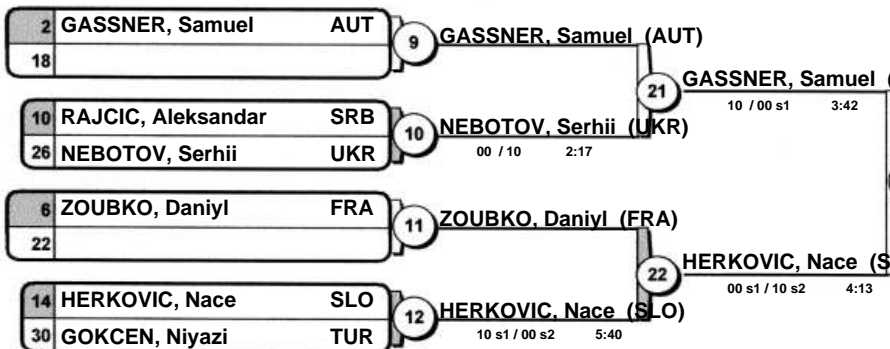 2 GASSNER, Samuel AUT
18
9 GASSNER, Samuel (AUT)
10 RAJCIC, Aleksandar SRB
26 NEBOTOV, Serhii UKR
10 NEBOTOV, Serhii (UKR)
00 / 10 2:17
21 GASSNER, Samuel (
10 / 00 s1 3:42
6 ZOUBKO, Daniyl FRA
22
11 ZOUBKO, Daniyl (FRA)
14 HERKOVIC, Nace SLO
30 GOKCEN, Niyazi TUR
12 HERKOVIC, Nace (SLO)
10 s1 / 00 s2 5:40
22 HERKOVIC, Nace (S
00 s1 / 10 s2 4:13
(